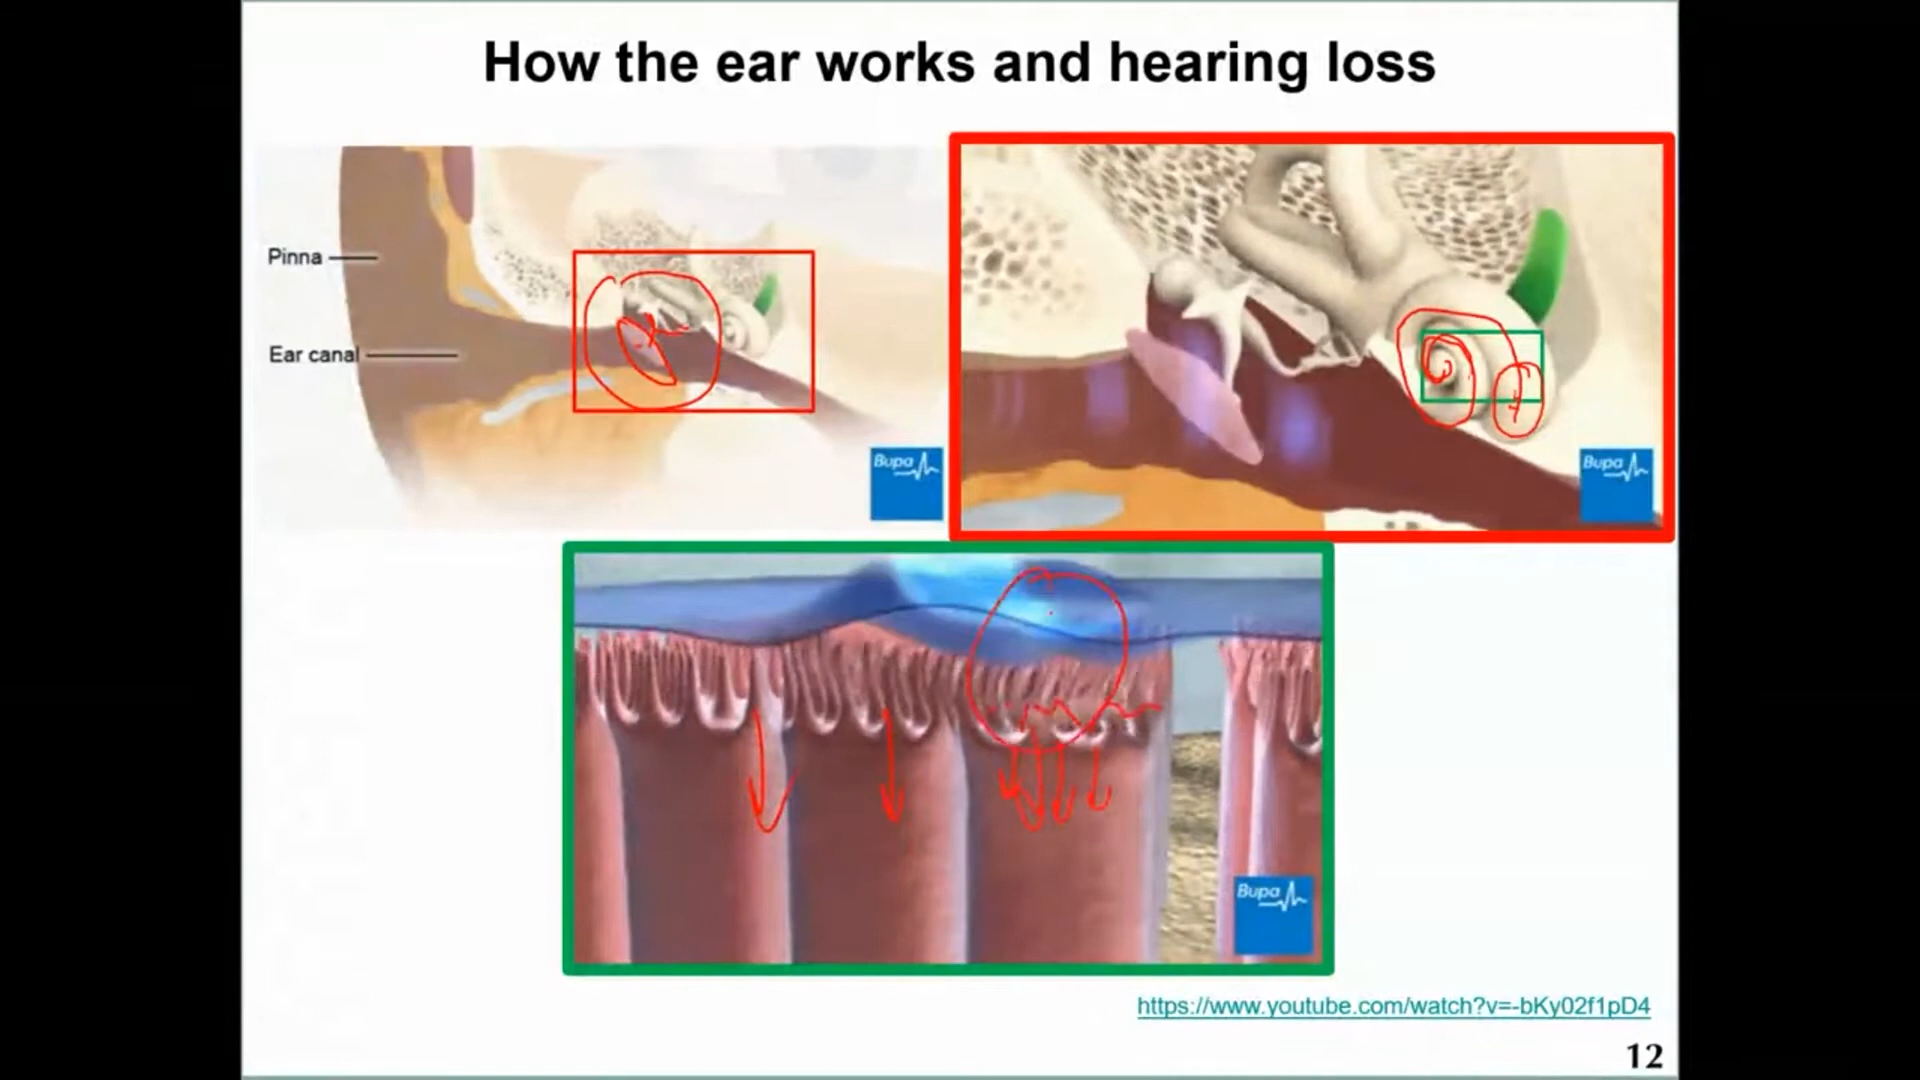 How the ear works and hearing loss
Pinna
Ear canal
Bupa
Bupa
Bupa
https://www.youtube.com/watch?v=-bKy02f1pD4
12